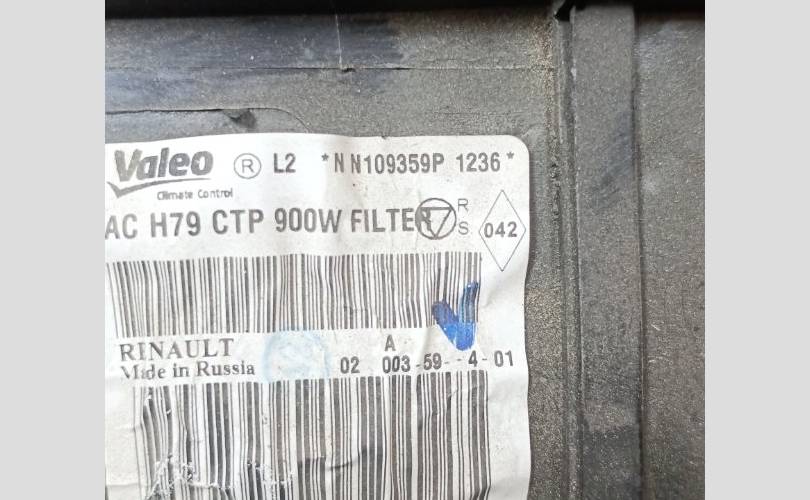 Valeo ® L2 *N N109359P 1236*
Climate Control
AC H79 CTP 900W FILTER R S 042
RENAULT A
Made in Russia 02 003-59- -4-01